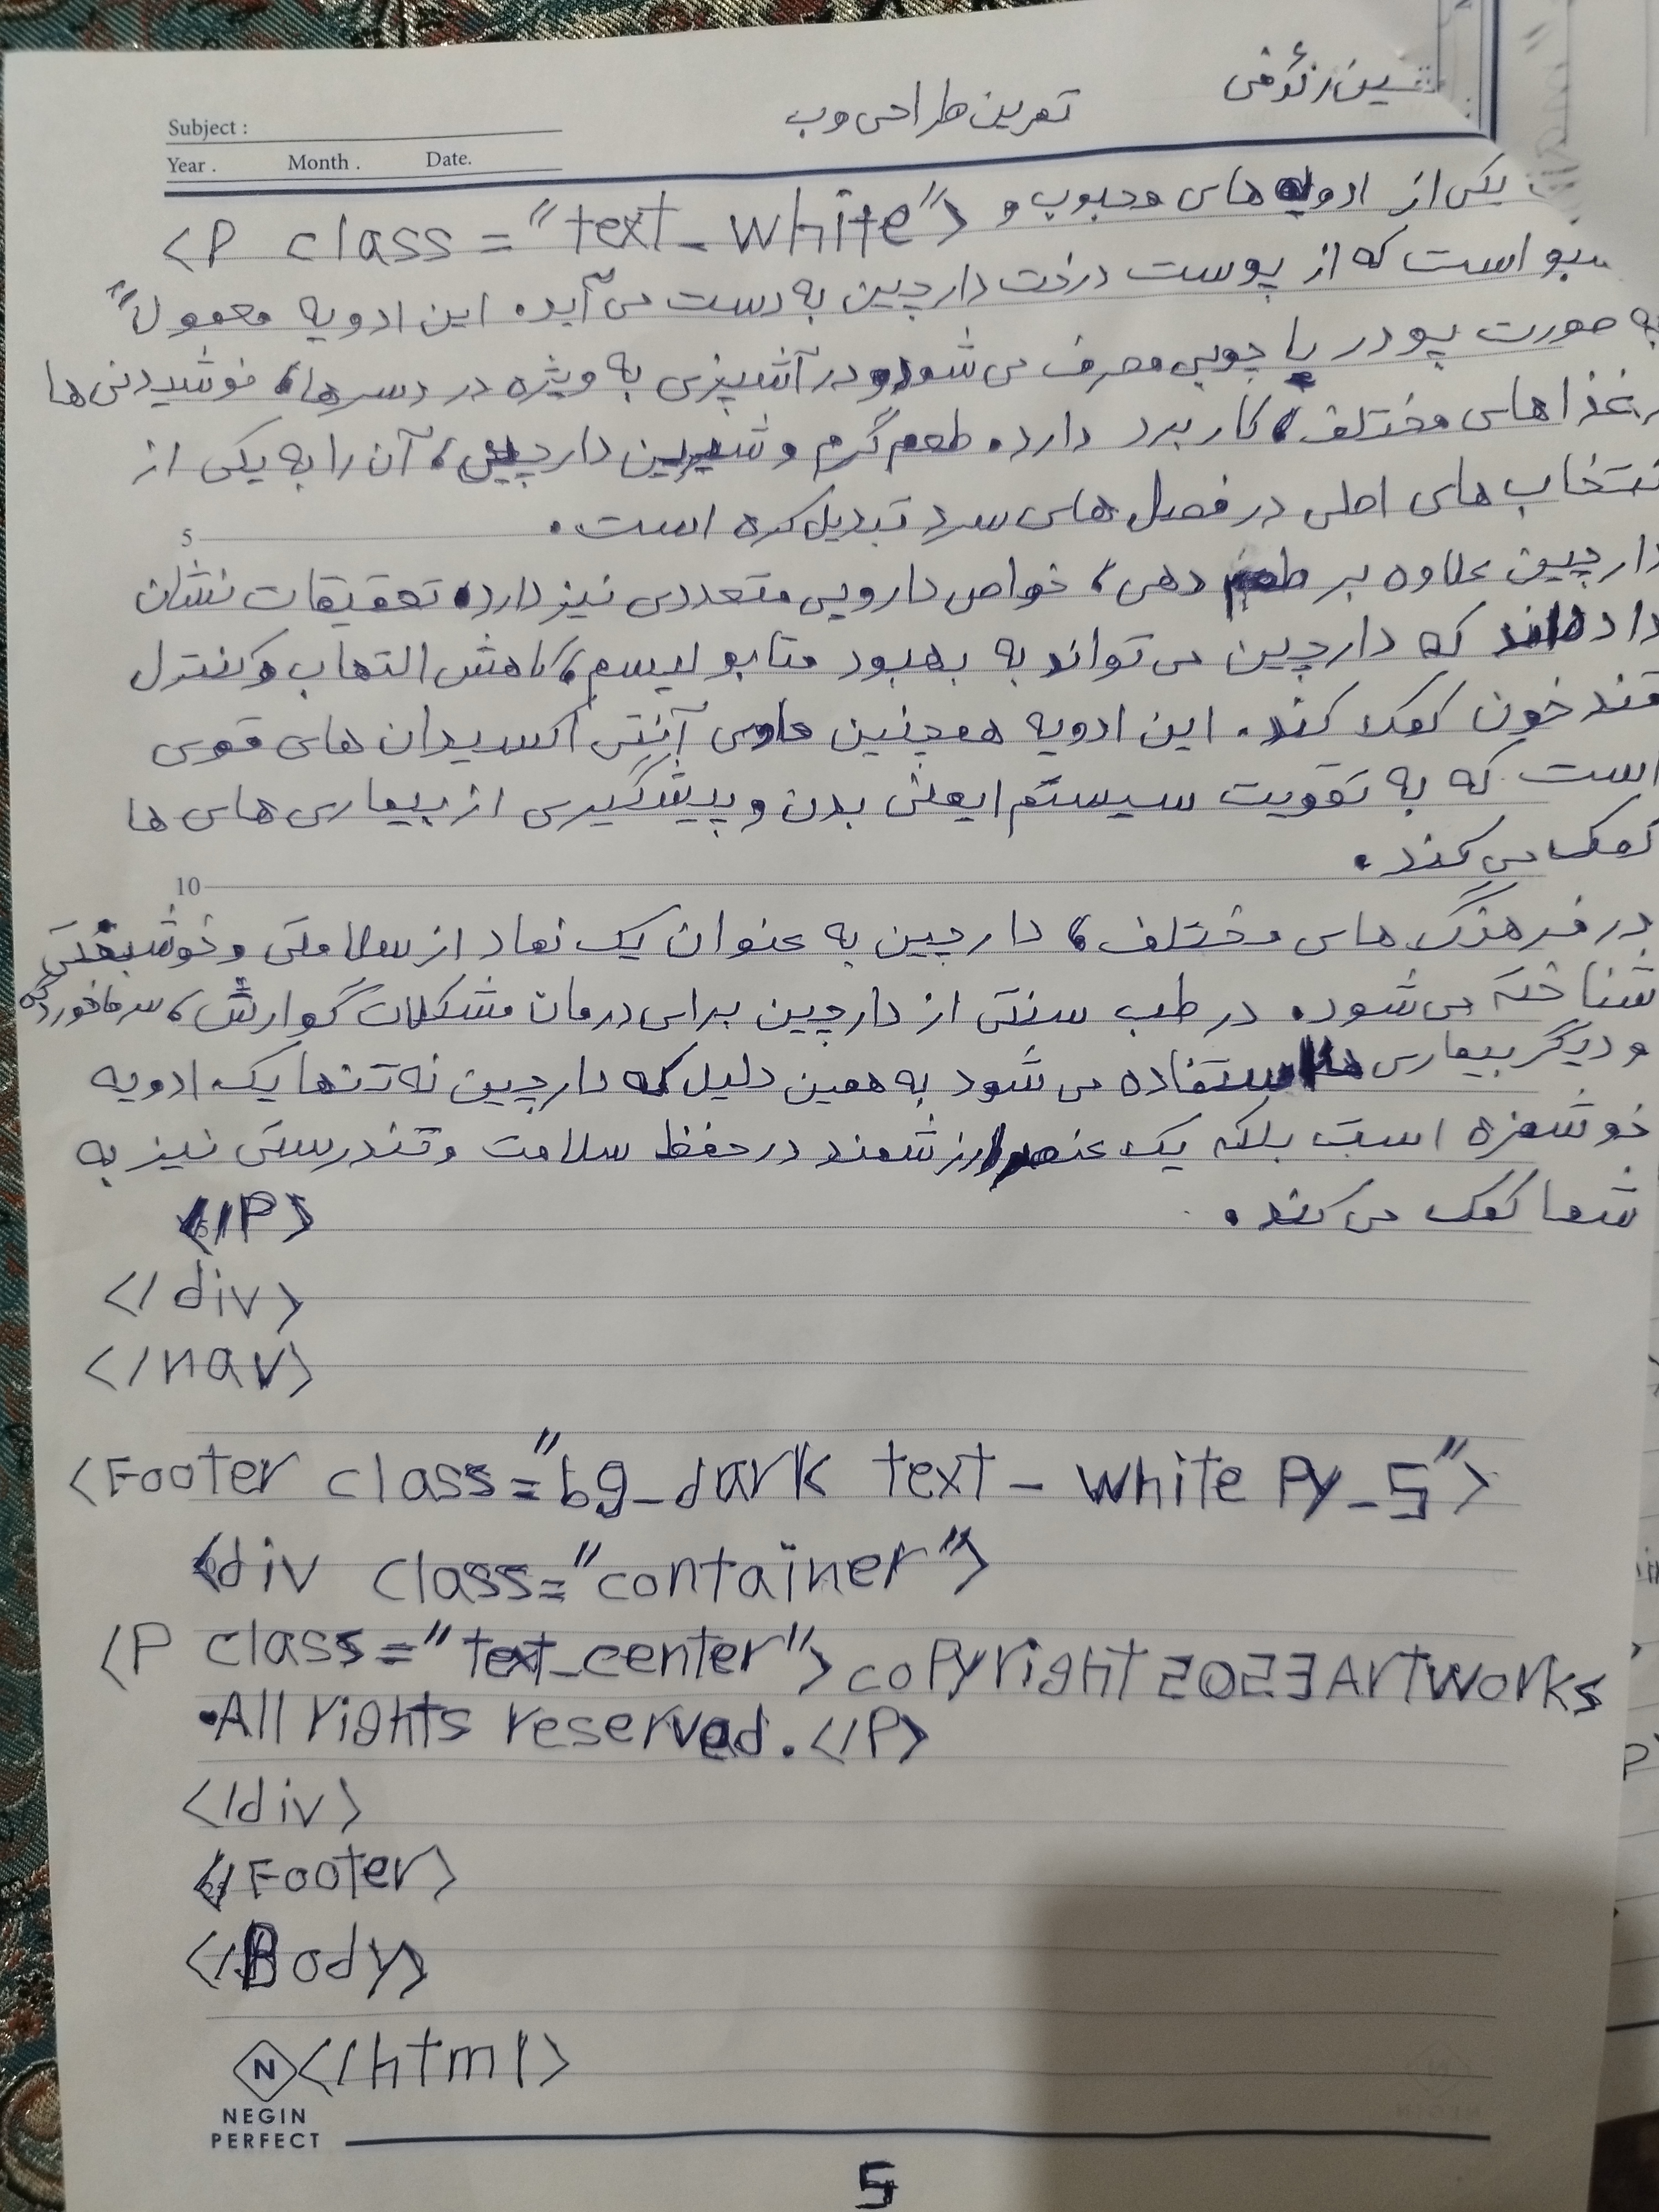 تمرین طراحی وب
Subject :
Year . Month . Date.
<P class="text_white"> یکی از ادویه های محبوب و
است که از پوست درخت دارچین به دست می آید. این ادویه معمولاً
به صورت پودر یا چوبی مصرف می شود و در آشپزی به ویژه در دسرها، نوشیدنی ها
غذاهای مختلف، کاربرد دارد. طعم گرم و شیرین دارچین، آن را به یکی از
نتخاب های اصلی در فصل های سرد تبدیل کرده است.
5
دارچین علاوه بر طعم دهی، خواص دارویی متعددی نیز دارد. تحقیقات نشان
داده اند که دارچین می تواند به بهبود متابولیسم، کاهش التهاب و کنترل
قند خون کمک کند. این ادویه همچنین حاوی آنتی اکسیدان های قوی
است که به تقویت سیستم ایمنی بدن و پیشگیری از بیماری های ها
کمک می کند.
10
در فرهنگ های مختلف، دارچین به عنوان یک نماد از سلامتی و خوشبختی
شناخته می شود. در طب سنتی از دارچین برای درمان مشکلات گوارش، سرماخوردگی
و دیگر بیماری ها استفاده می شود به همین دلیل که دارچین نه تنها یک ادویه
خوشمزه است بلکه یک عنصر ارزشمند در حفظ سلامت و تندرستی نیز به
شما کمک می کند.
</P>
</div>
</nav>
<Footer class="bg_dark text-white Py_5">
<div class="container">
<P class="text_center">coPyright 2023 Artworks
.All rights reserved.</P>
</div>
</Footer>
</Body>
</html>
N
NEGIN
PERFECT
5